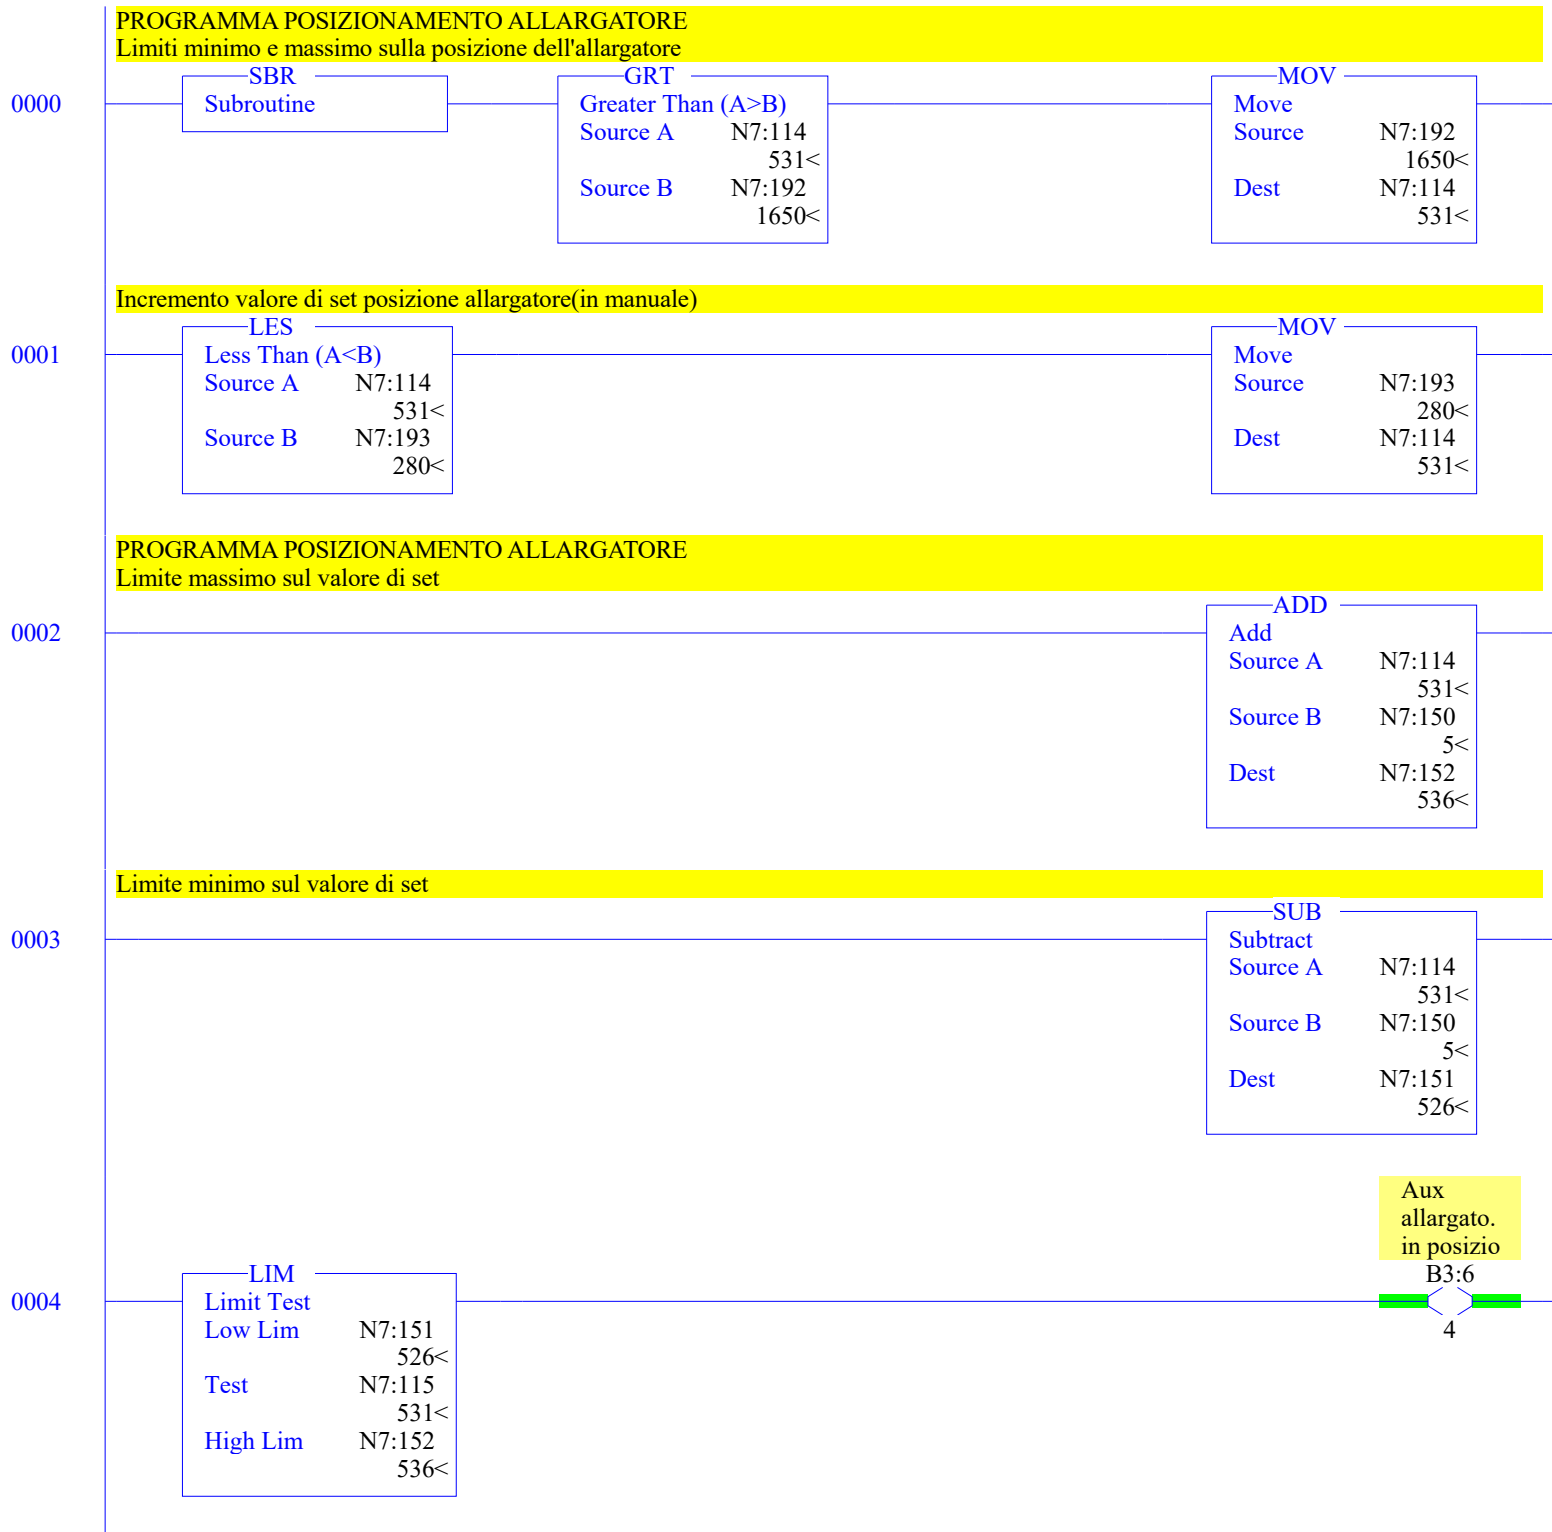 PROGRAMMA POSIZIONAMENTO ALLARGATORE
Limiti minimo e massimo sulla posizione dell'allargatore
0000
SBR
Subroutine
GRT
Greater Than (A>B)
Source A N7:114
531<
Source B N7:192
1650<
MOV
Move
Source N7:192
1650<
Dest N7:114
531<
Incremento valore di set posizione allargatore(in manuale)
0001
LES
Less Than (A<B)
Source A N7:114
531<
Source B N7:193
280<
MOV
Move
Source N7:193
280<
Dest N7:114
531<
PROGRAMMA POSIZIONAMENTO ALLARGATORE
Limite massimo sul valore di set
0002
ADD
Add
Source A N7:114
531<
Source B N7:150
5<
Dest N7:152
536<
Limite minimo sul valore di set
0003
SUB
Subtract
Source A N7:114
531<
Source B N7:150
5<
Dest N7:151
526<
0004
LIM
Limit Test
Low Lim N7:151
526<
Test N7:115
531<
High Lim N7:152
536<
Aux
allargato.
in posizio
B3:6
4